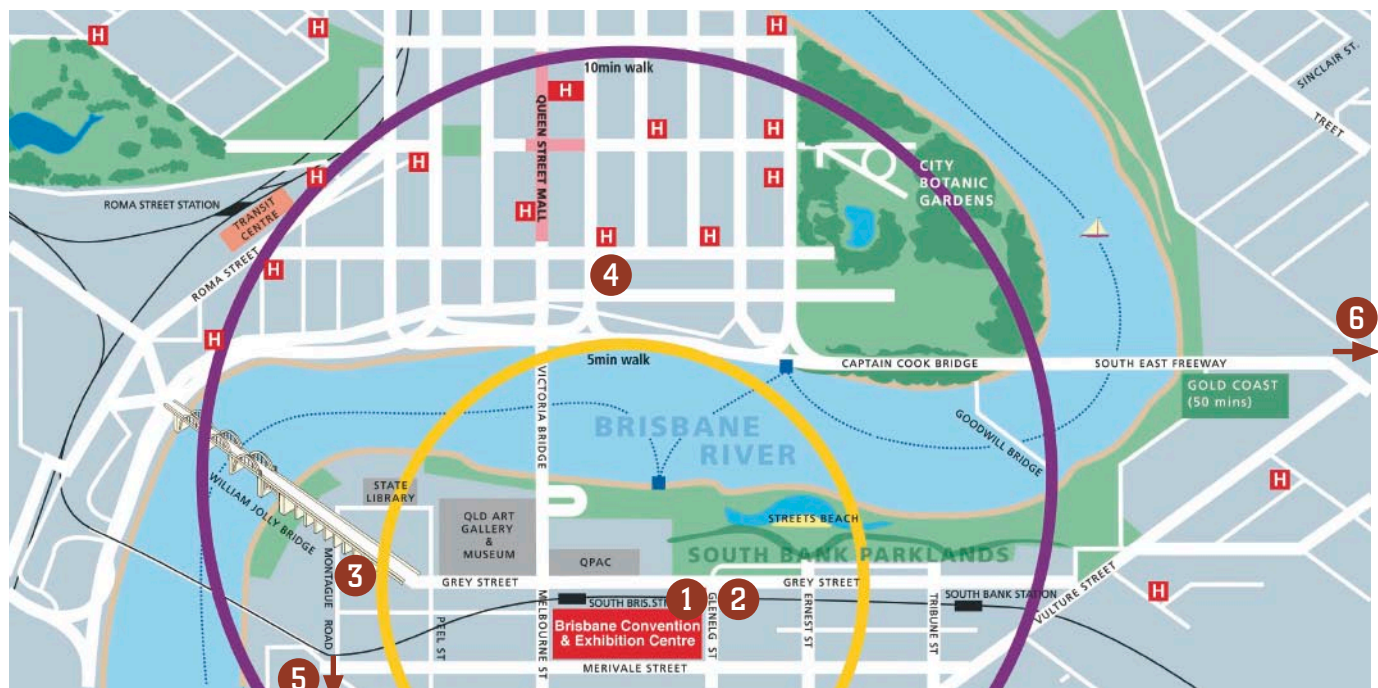 H
H
H
10min walk
SINCLAIR ST.
H
QUEEN STREET MALL
TREET
H
H
H
H
H
CITY
BOTANIC
GARDENS
ROMA STREET STATION
TRANSIT
CENTRE
H
H
H
ROMA STREET
H
4
6
H
5min walk
CAPTAIN COOK BRIDGE
SOUTH EAST FREEWAY
VICTORIA BRIDGE
GOLD COAST
(50 mins)
BRISBANE
RIVER
GOODWILL BRIDGE
H
STATE
LIBRARY
WILLIAM JOLLY BRIDGE
QLD ART
GALLERY
&
MUSEUM
STREETS BEACH
SOUTH BANK PARKLANDS
QPAC
3
GREY STREET
GREY STREET
MONTAGUE ROAD
H
VULTURE STREET
SOUTH BRIS. ST
1
2
SOUTH BANK STATION
MELBOURNE ST
GLENELG ST
ERNEST ST
TRIBUNE ST
PEEL ST
Brisbane Convention
& Exhibition Centre
MERIVALE STREET
5